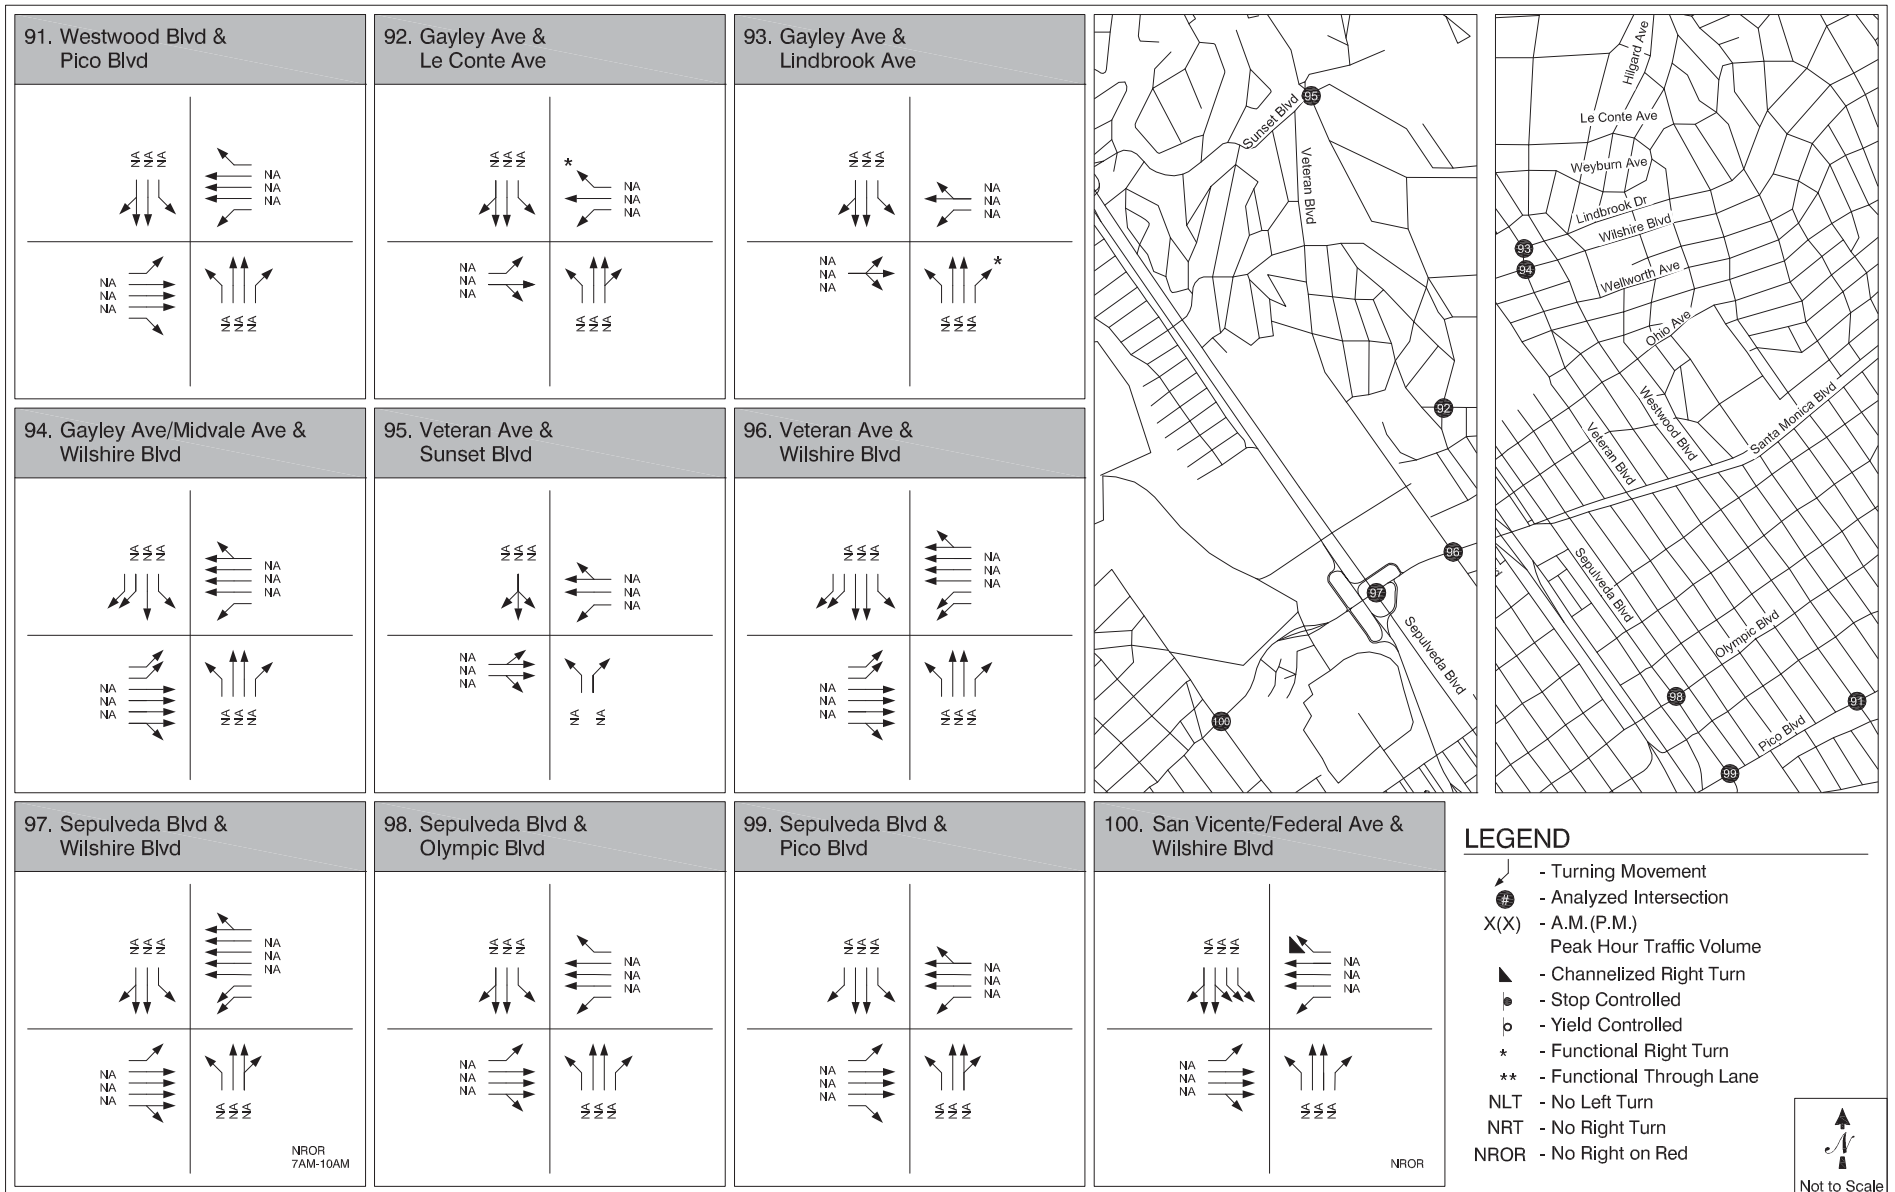 91. Westwood Blvd &
Pico Blvd
NA NA NA
NA
NA
NA
NA
NA
NA
NA NA NA
92. Gayley Ave &
Le Conte Ave
NA NA NA
*
NA
NA
NA
NA
NA
NA
NA NA NA
93. Gayley Ave &
Lindbrook Ave
NA NA NA
NA
NA
NA
NA
NA
NA
*
NA NA NA
94. Gayley Ave/Midvale Ave &
Wilshire Blvd
NA NA NA
NA
NA
NA
NA
NA
NA
NA NA NA
95. Veteran Ave &
Sunset Blvd
NA NA NA
NA
NA
NA
NA
NA
NA
NA NA
96. Veteran Ave &
Wilshire Blvd
NA NA NA
NA
NA
NA
NA
NA
NA
NA NA NA
97. Sepulveda Blvd &
Wilshire Blvd
NA NA NA
NA
NA
NA
NA
NA
NA
NA NA NA
NROR
7AM-10AM
98. Sepulveda Blvd &
Olympic Blvd
NA NA NA
NA
NA
NA
NA
NA
NA
NA NA NA
99. Sepulveda Blvd &
Pico Blvd
NA NA NA
NA
NA
NA
NA
NA
NA
NA NA NA
100. San Vicente/Federal Ave &
Wilshire Blvd
NA NA NA
NA
NA
NA
NA
NA
NA
NA NA NA
NROR
95
Sunset Blvd
Veteran Blvd
92
96
97
Sepulveda Blvd
100
Hilgard Ave
Le Conte Ave
Weyburn Ave
Lindbrook Dr
Wilshire Blvd
93
94
Wellworth Ave
Ohio Ave
Westwood Blvd
Santa Monica Blvd
Veteran Blvd
Sepulveda Blvd
Olympic Blvd
98
91
Pico Blvd
99
LEGEND
- Turning Movement
# - Analyzed Intersection
X(X) - A.M.(P.M.)
Peak Hour Traffic Volume
- Channelized Right Turn
- Stop Controlled
- Yield Controlled
* - Functional Right Turn
** - Functional Through Lane
NLT - No Left Turn
NRT - No Right Turn
NROR - No Right on Red
N
Not to Scale